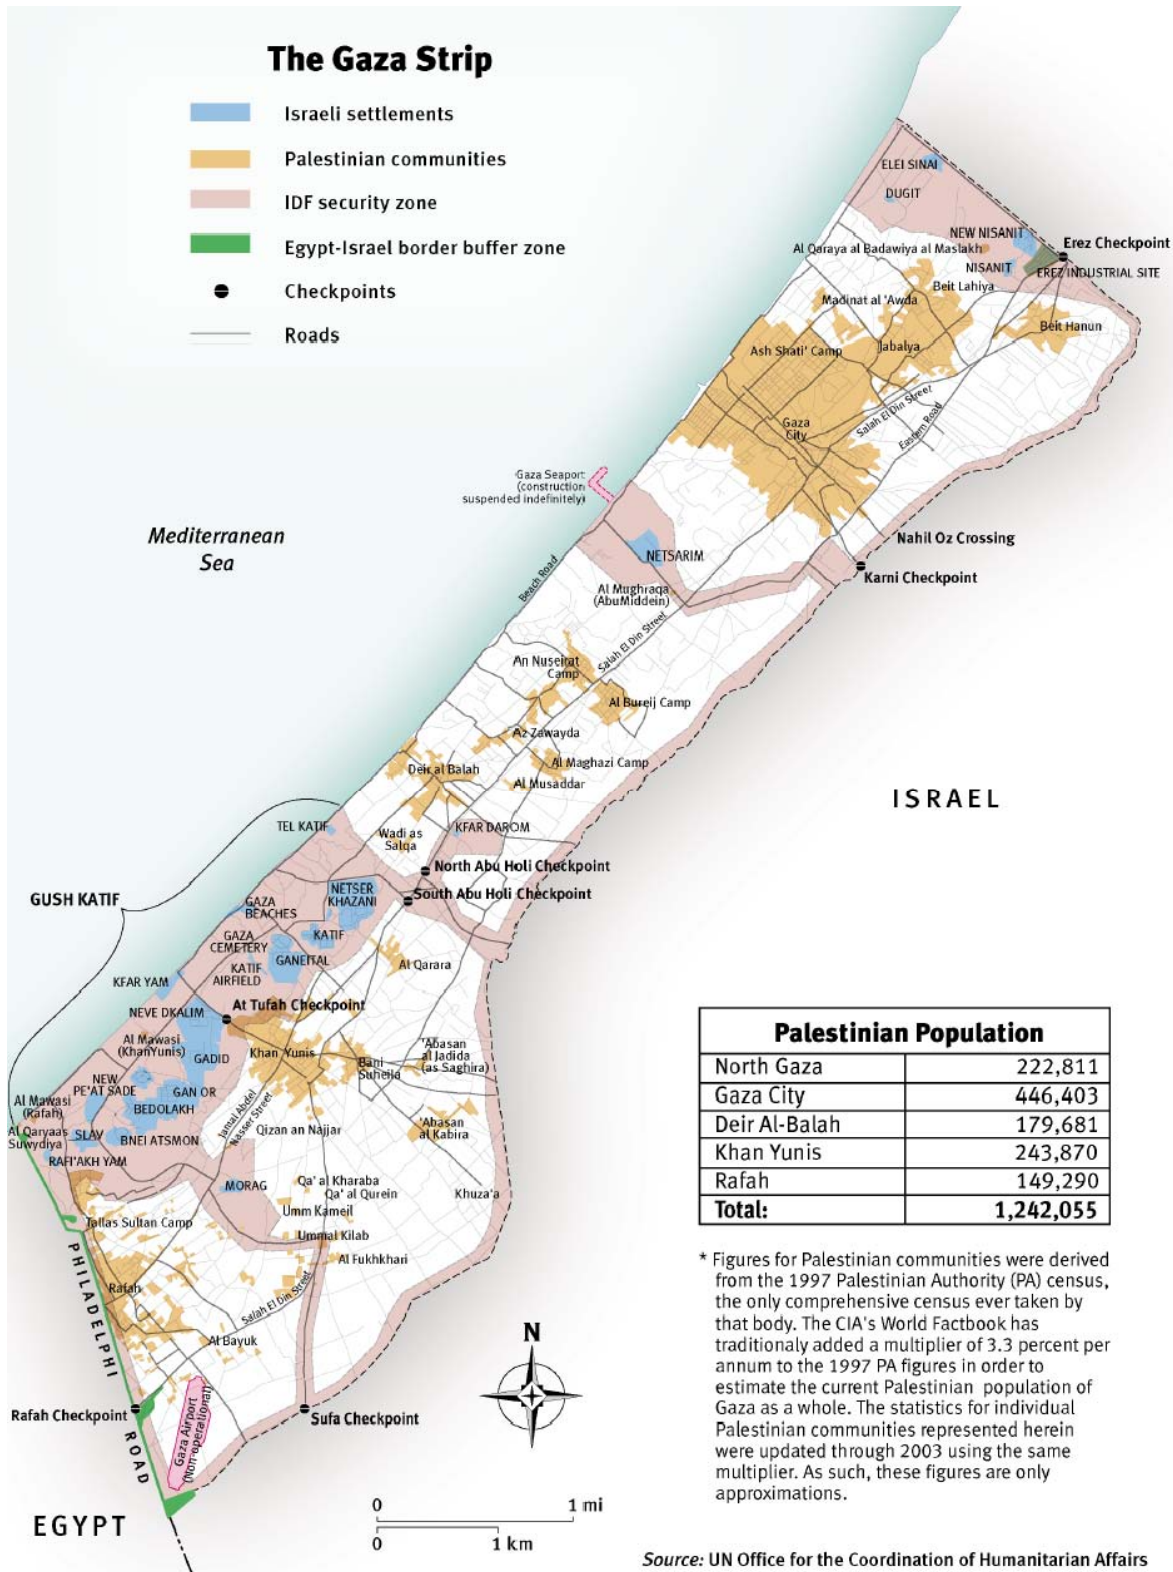 The Gaza Strip
Israeli settlements
Palestinian communities
IDF security zone
Egypt-Israel border buffer zone
Checkpoints
Roads
ELEI SINAI
DUGIT
NEW NISANIT
Al Qaraya al Badawiya al Maslakh
Erez Checkpoint
NISANIT
EREZ INDUSTRIAL SITE
Beit Lahiya
Madinat al 'Awda
Beit Hanun
Ash Shati' Camp
Jabalya
Salah El Din Street
Eastern Road
Gaza
City
Gaza Seaport
(construction
suspended indefinitely)
Mediterranean
Sea
Nahil Oz Crossing
NETSARIM
Karni Checkpoint
Beach Road
Al Mughraqa
(AbuMiddein)
Salah El Din Street
An Nuseirat
Camp
Al Bureij Camp
Az Zawayda
Al Maghazi Camp
Deir al Balah
Al Musaddar
ISRAEL
TEL KATIF
Wadi as
Salqa
KFAR DAROM
North Abu Holi Checkpoint
South Abu Holi Checkpoint
GUSH KATIF
NETSER
KHAZANI
GAZA
BEACHES
GAZA
CEMETERY
KATIF
GANEITAL
KATIF
AIRFIELD
Al Qarara
KFAR YAM
NEVE DKALIM
At Tufah Checkpoint
Al Mawasi
(KhanYunis)
GADID
Khan Yunis
Bani
Suheila
'Abasan
al Jadida
(as Saghira)
NEW
PE'AT SADE
GAN OR
BEDOLAKH
Al Mawasi
(Rafah)
Al Qaryaas
Suwydiya
SLAV
BNEI ATSMON
Jamal Abdel
Nasser Street
Qizan an Najjar
'Abasan
al Kabira
RAFI'AKH YAM
MORAG
Qa' al Kharaba
Qa' al Qurein
Khuza'a
Umm Kameil
Tallas Sultan Camp
Ummal Kilab
Al Fukhkhari
PHILADELPHI ROAD
Rafah
Salah El Din Street
Al Bayuk
Rafah Checkpoint
Gaza Airport
(Non-operational)
Sufa Checkpoint
EGYPT
N
0 1 mi
0 1 km
Palestinian Population
North Gaza 222,811
Gaza City 446,403
Deir Al-Balah 179,681
Khan Yunis 243,870
Rafah 149,290
Total: 1,242,055
* Figures for Palestinian communities were derived
from the 1997 Palestinian Authority (PA) census,
the only comprehensive census ever taken by
that body. The CIA's World Factbook has
traditionaly added a multiplier of 3.3 percent per
annum to the 1997 PA figures in order to
estimate the current Palestinian population of
Gaza as a whole. The statistics for individual
Palestinian communities represented herein
were updated through 2003 using the same
multiplier. As such, these figures are only
approximations.
Source: UN Office for the Coordination of Humanitarian Affairs